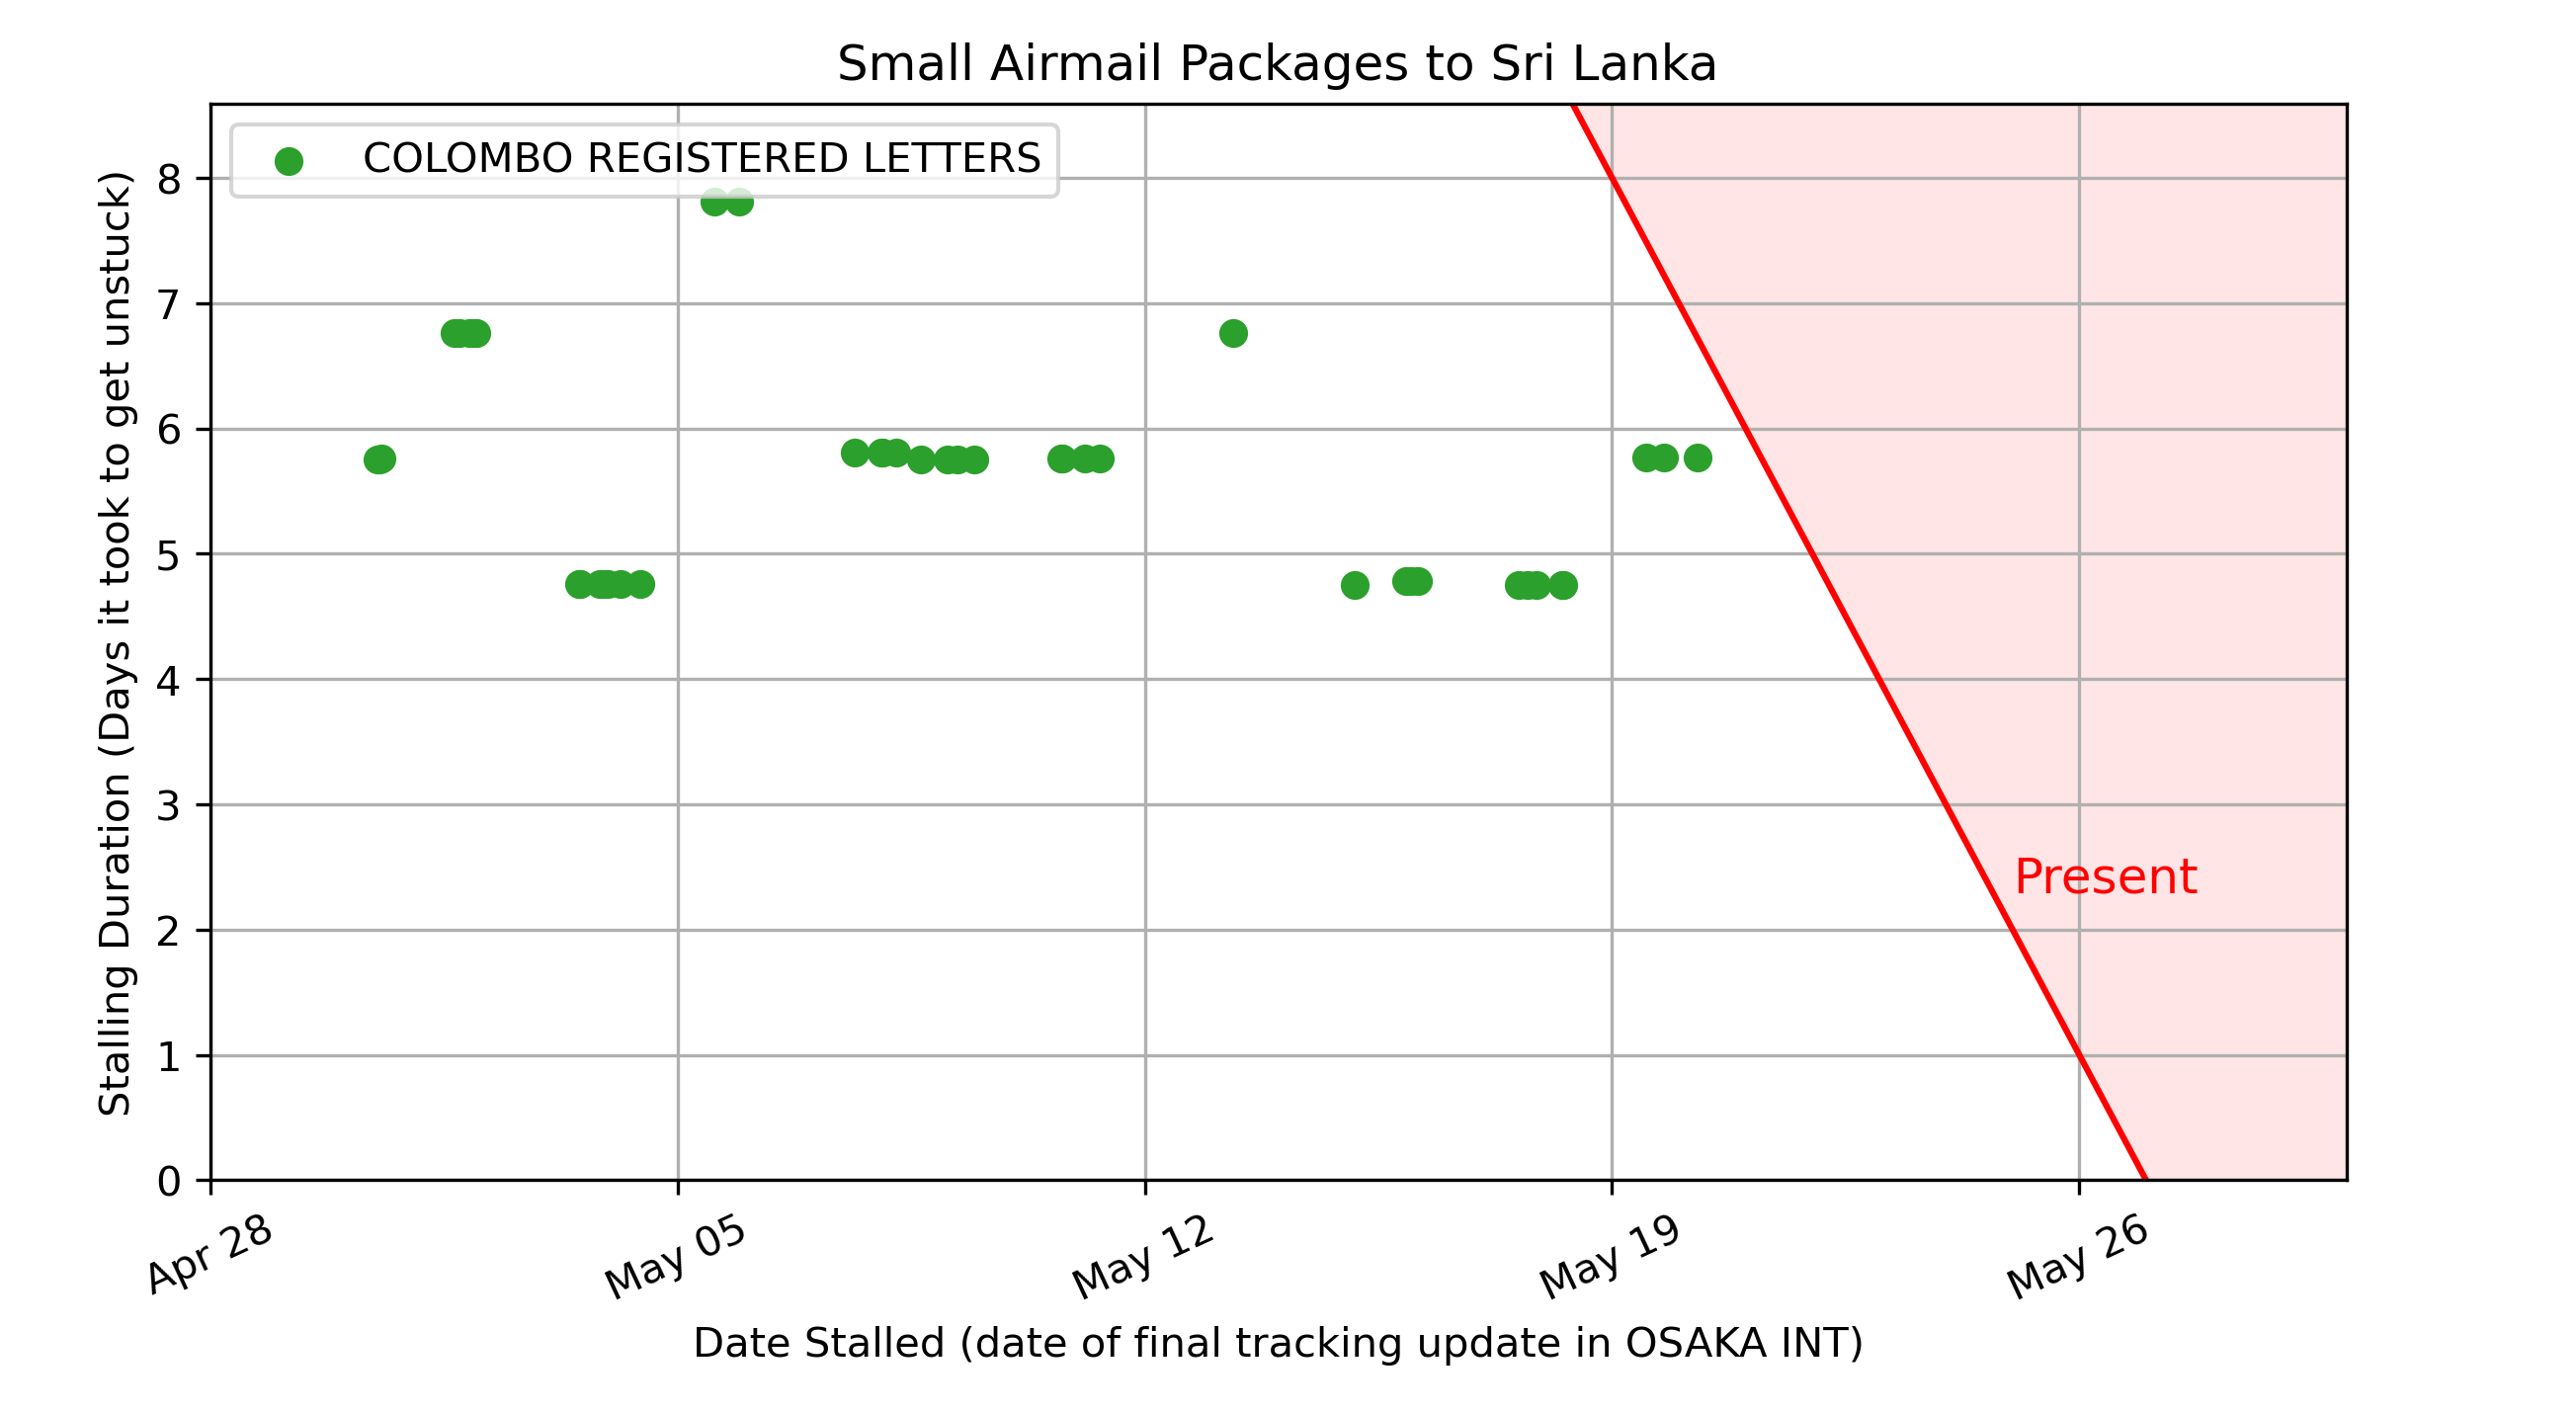 Small Airmail Packages to Sri Lanka
COLOMBO REGISTERED LETTERS
Stalling Duration (Days it took to get unstuck)
8
7
6
5
4
3
2
1
0
Present
Apr 28
May 05
May 12
May 19
May 26
Date Stalled (date of final tracking update in OSAKA INT)